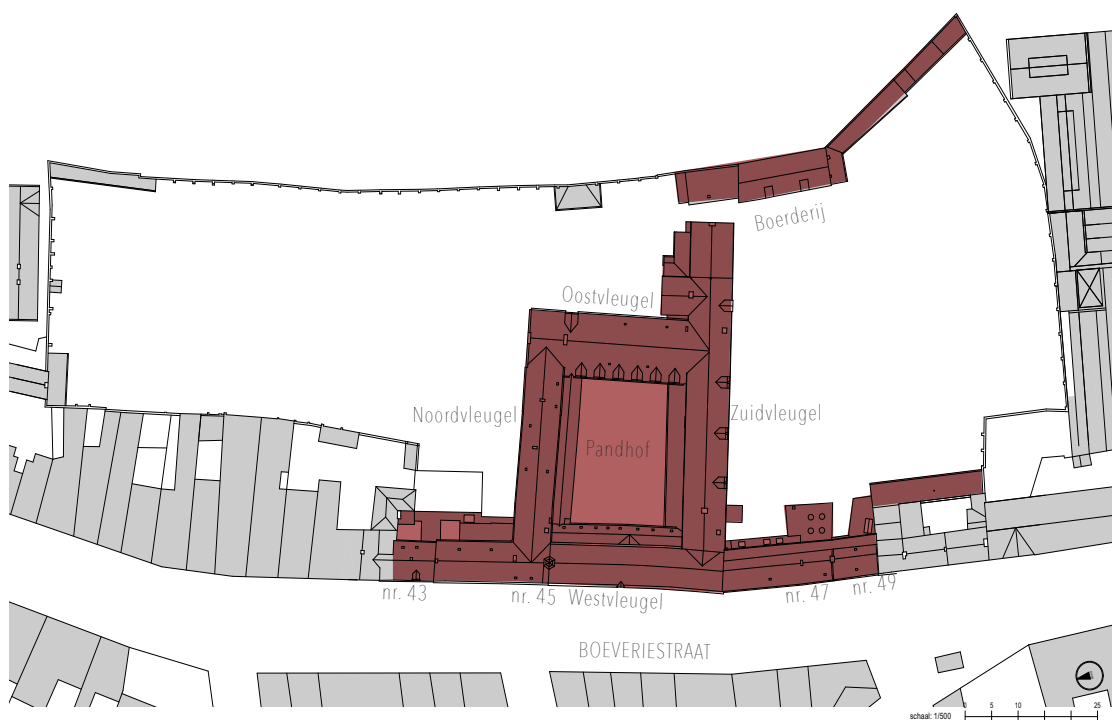 Boerderij
Oostvleugel
Noordvleugel
Zuidvleugel
Pandhof
nr. 43
nr. 45
Westvleugel
nr. 47
nr. 49
BOEVERIESTRAAT
schaal: 1/500
0 5 10 25